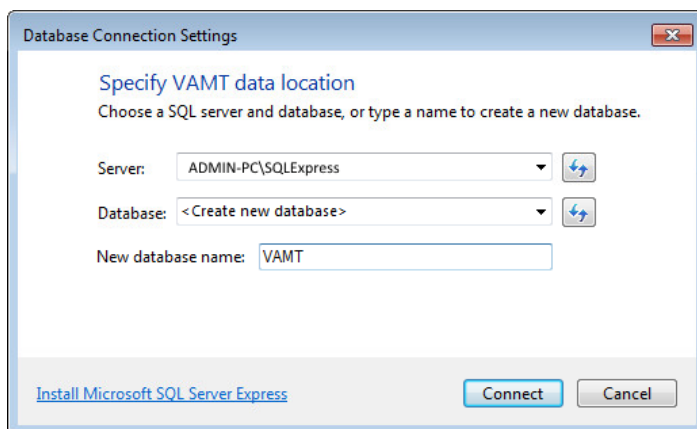 Database Connection Settings
Specify VAMT data location
Choose a SQL server and database, or type a name to create a new database.
Server: ADMIN-PC\SQLExpress
Database: <Create new database>
New database name: VAMT
Install Microsoft SQL Server Express Connect Cancel